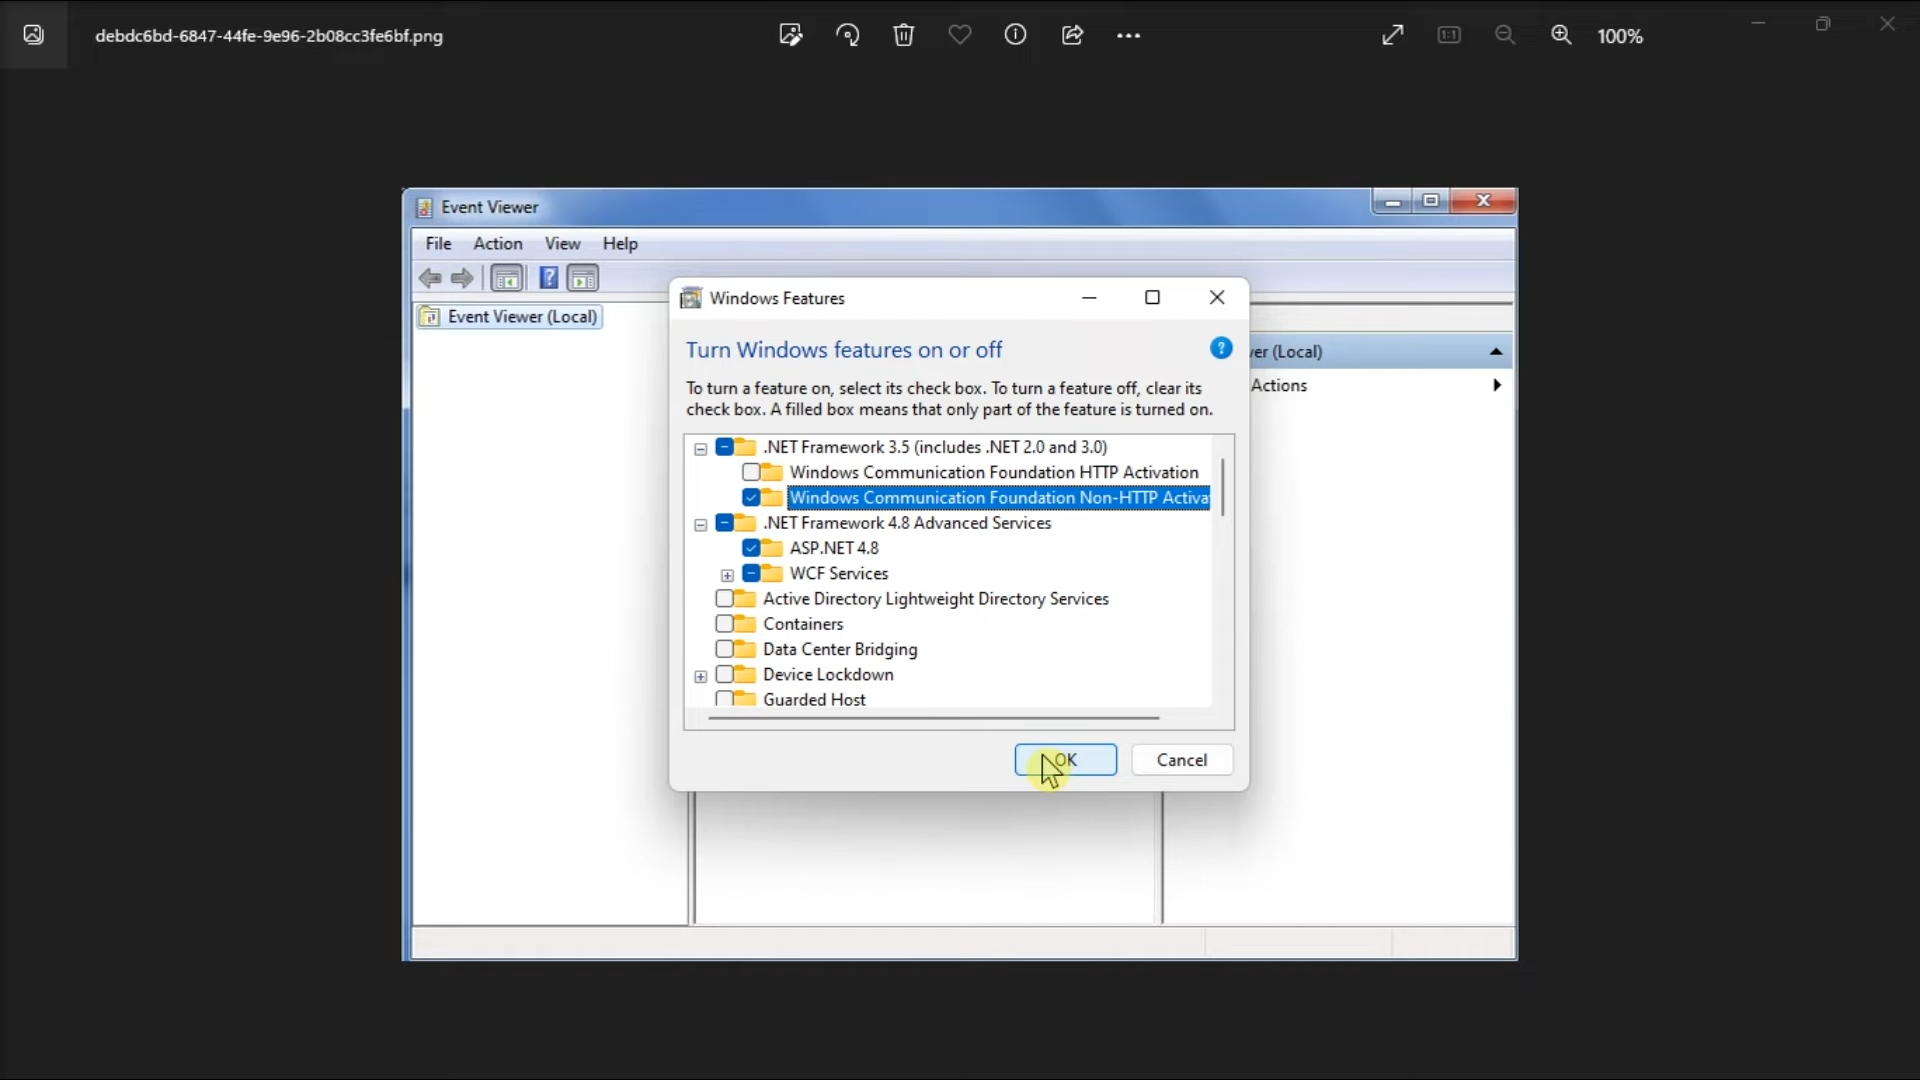 debdc6bd-6847-44fe-9e96-2b08cc3fe6bf.png
1:1
100%
Event Viewer
File Action View Help
Event Viewer (Local)
Windows Features
Turn Windows features on or off
To turn a feature on, select its check box. To turn a feature off, clear its
check box. A filled box means that only part of the feature is turned on.
.NET Framework 3.5 (includes .NET 2.0 and 3.0)
Windows Communication Foundation HTTP Activation
Windows Communication Foundation Non-HTTP Activa
.NET Framework 4.8 Advanced Services
ASP.NET 4.8
WCF Services
Active Directory Lightweight Directory Services
Containers
Data Center Bridging
Device Lockdown
Guarded Host
OK Cancel
ver (Local)
Actions